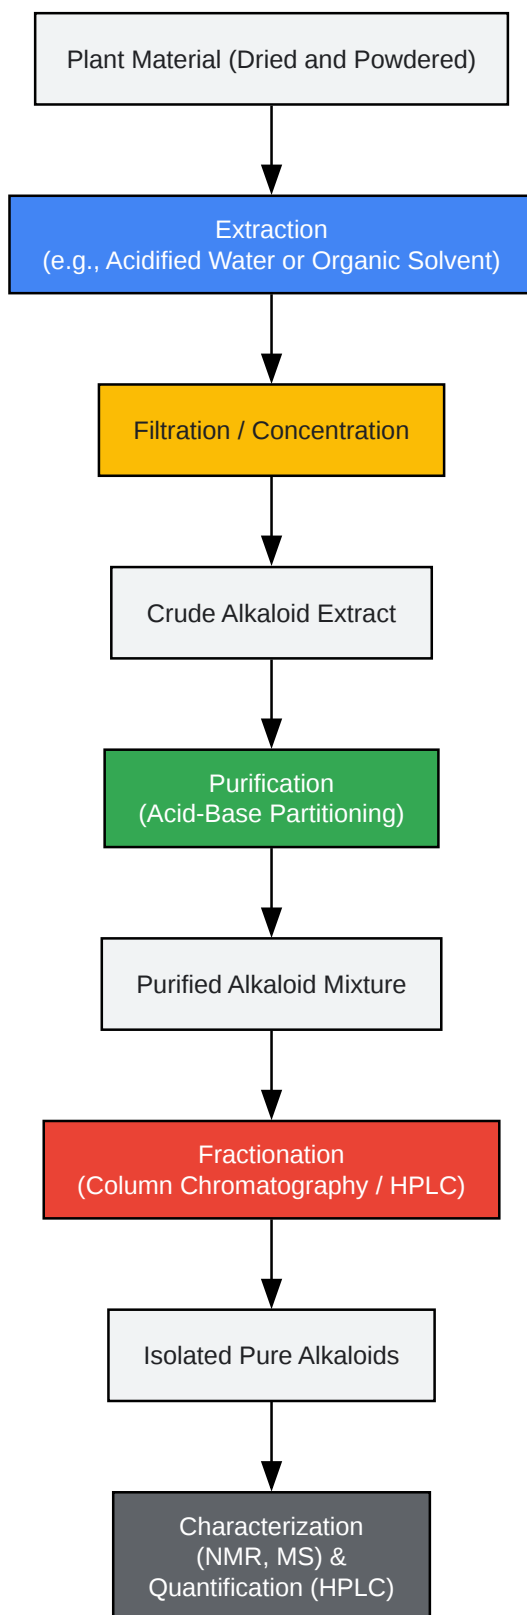 Plant Material (Dried and Powdered)
Extraction
(e.g., Acidified Water or Organic Solvent)
Filtration / Concentration
Crude Alkaloid Extract
Purification
(Acid-Base Partitioning)
Purified Alkaloid Mixture
Fractionation
(Column Chromatography / HPLC)
Isolated Pure Alkaloids
Characterization
(NMR, MS) &
Quantification (HPLC)